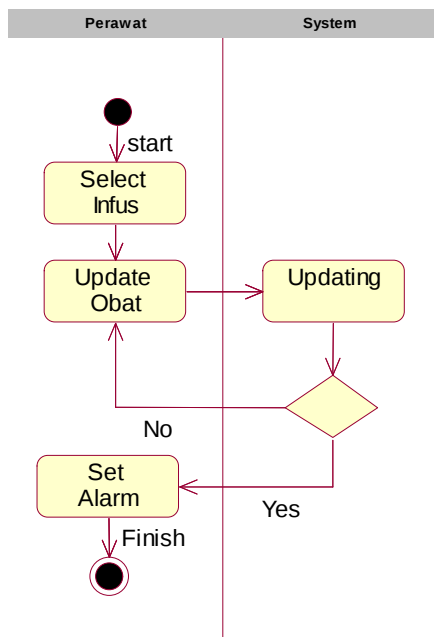 Perawat
System
start
Select
Infus
Update
Obat
Updating
No
Set
Alarm
Yes
Finish